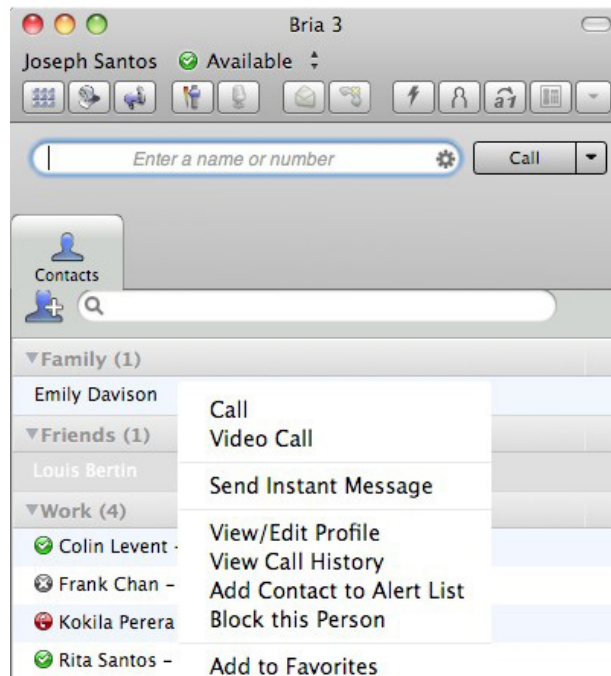 Bria 3
Joseph Santos Available
a1
Enter a name or number Call
Contacts
Family (1)
Emily Davison
Call
Video Call
Friends (1)
Louis Bertin
Send Instant Message
Work (4)
View/Edit Profile
Colin Levent -
View Call History
Frank Chan –
Add Contact to Alert List
Kokila Perera
Block this Person
Rita Santos –
Add to Favorites